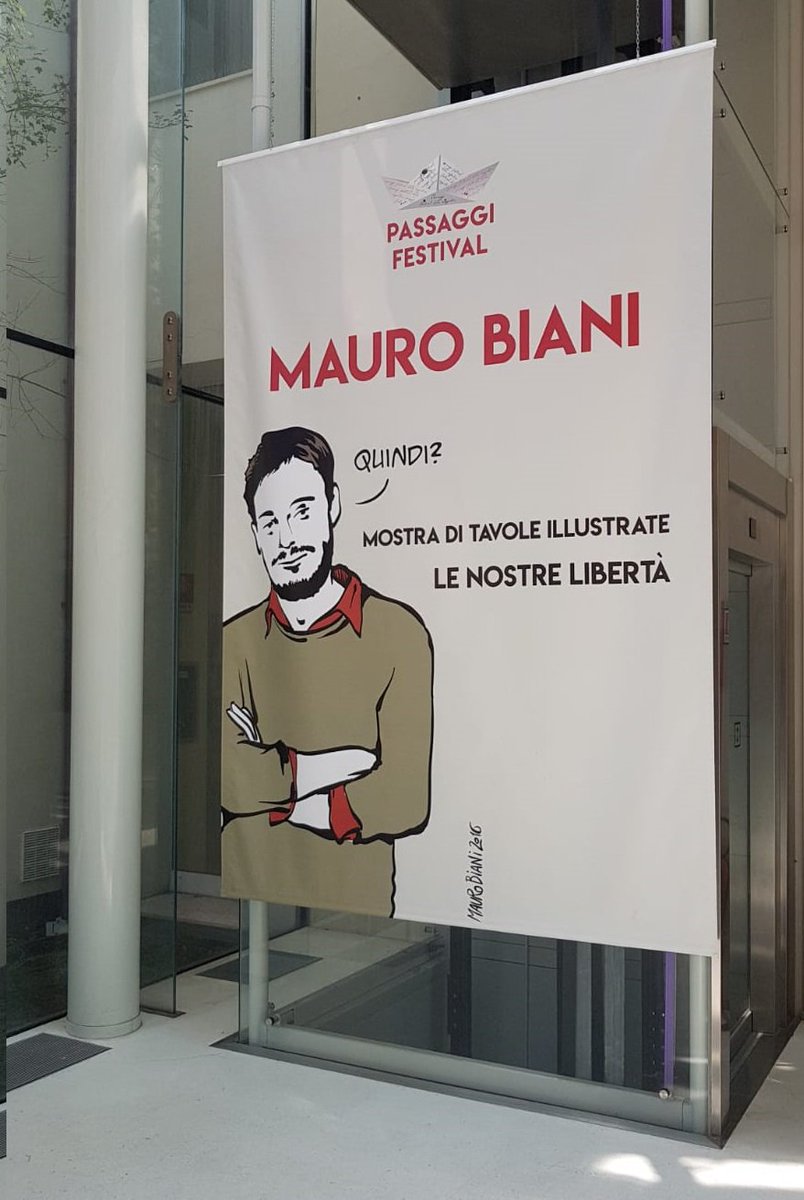 PASSAGGI
FESTIVAL
MAURO BIANI
QUINDI?
MOSTRA DI TAVOLE ILLUSTRATE
LE NOSTRE LIBERTÀ
MAURO BIANI 2016